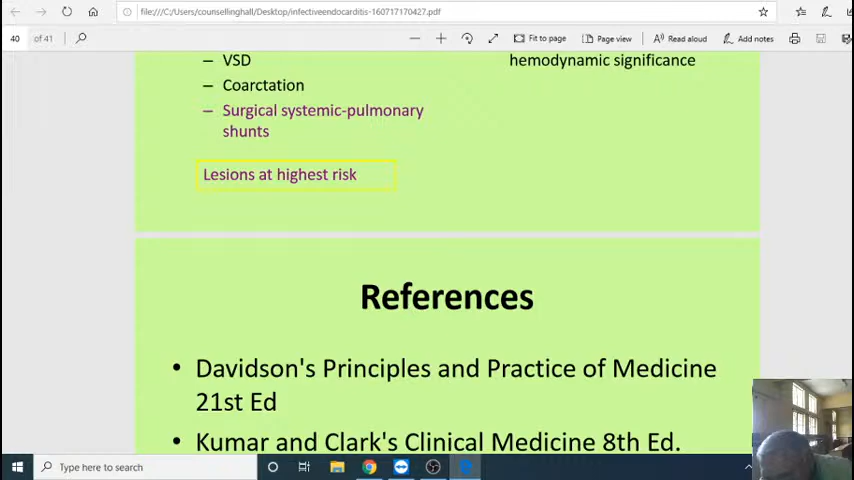 file:///C:/Users/counsellinghall/Desktop/infectiveendocarditis-160717170427.pdf
40 of 41
Fit to page
Page view
Read aloud
Add notes
– VSD
– Coarctation
– Surgical systemic-pulmonary
shunts
hemodynamic significance
Lesions at highest risk
References
• Davidson's Principles and Practice of Medicine
21st Ed
• Kumar and Clark's Clinical Medicine 8th Ed.
Type here to search